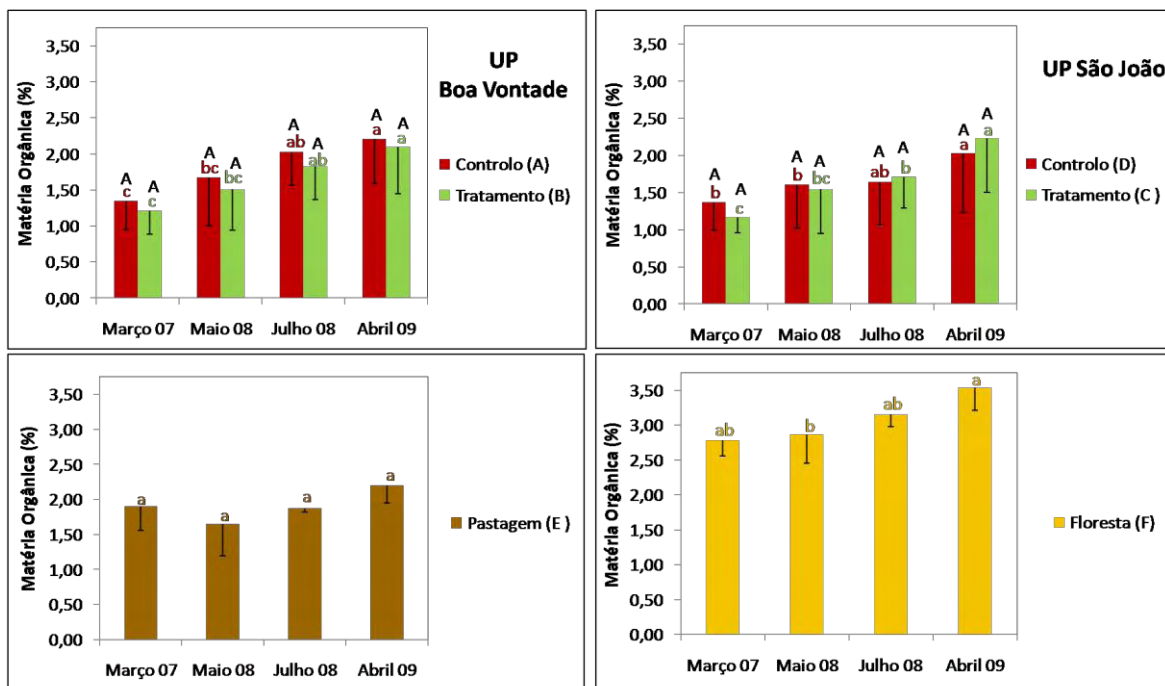 UP
Boa Vontade
Matéria Orgânica (%)
3,50
3,00
2,50
2,00
1,50
1,00
0,50
0,00
A A A A A A A A
c c bc bc ab ab a a
Março 07 Maio 08 Julho 08 Abril 09
Controlo (A)
Tratamento (B)
UP São João
Matéria Orgânica (%)
3,50
3,00
2,50
2,00
1,50
1,00
0,50
0,00
A A A A A A A A
b c b bc ab b a a
Março 07 Maio 08 Julho 08 Abril 09
Controlo (D)
Tratamento (C )
Matéria Orgânica (%)
3,50
3,00
2,50
2,00
1,50
1,00
0,50
0,00
a a a a
Março 07 Maio 08 Julho 08 Abril 09
Pastagem (E )
Matéria Orgânica (%)
3,50
3,00
2,50
2,00
1,50
1,00
0,50
0,00
ab b ab a
Março 07 Maio 08 Julho 08 Abril 09
Floresta (F)